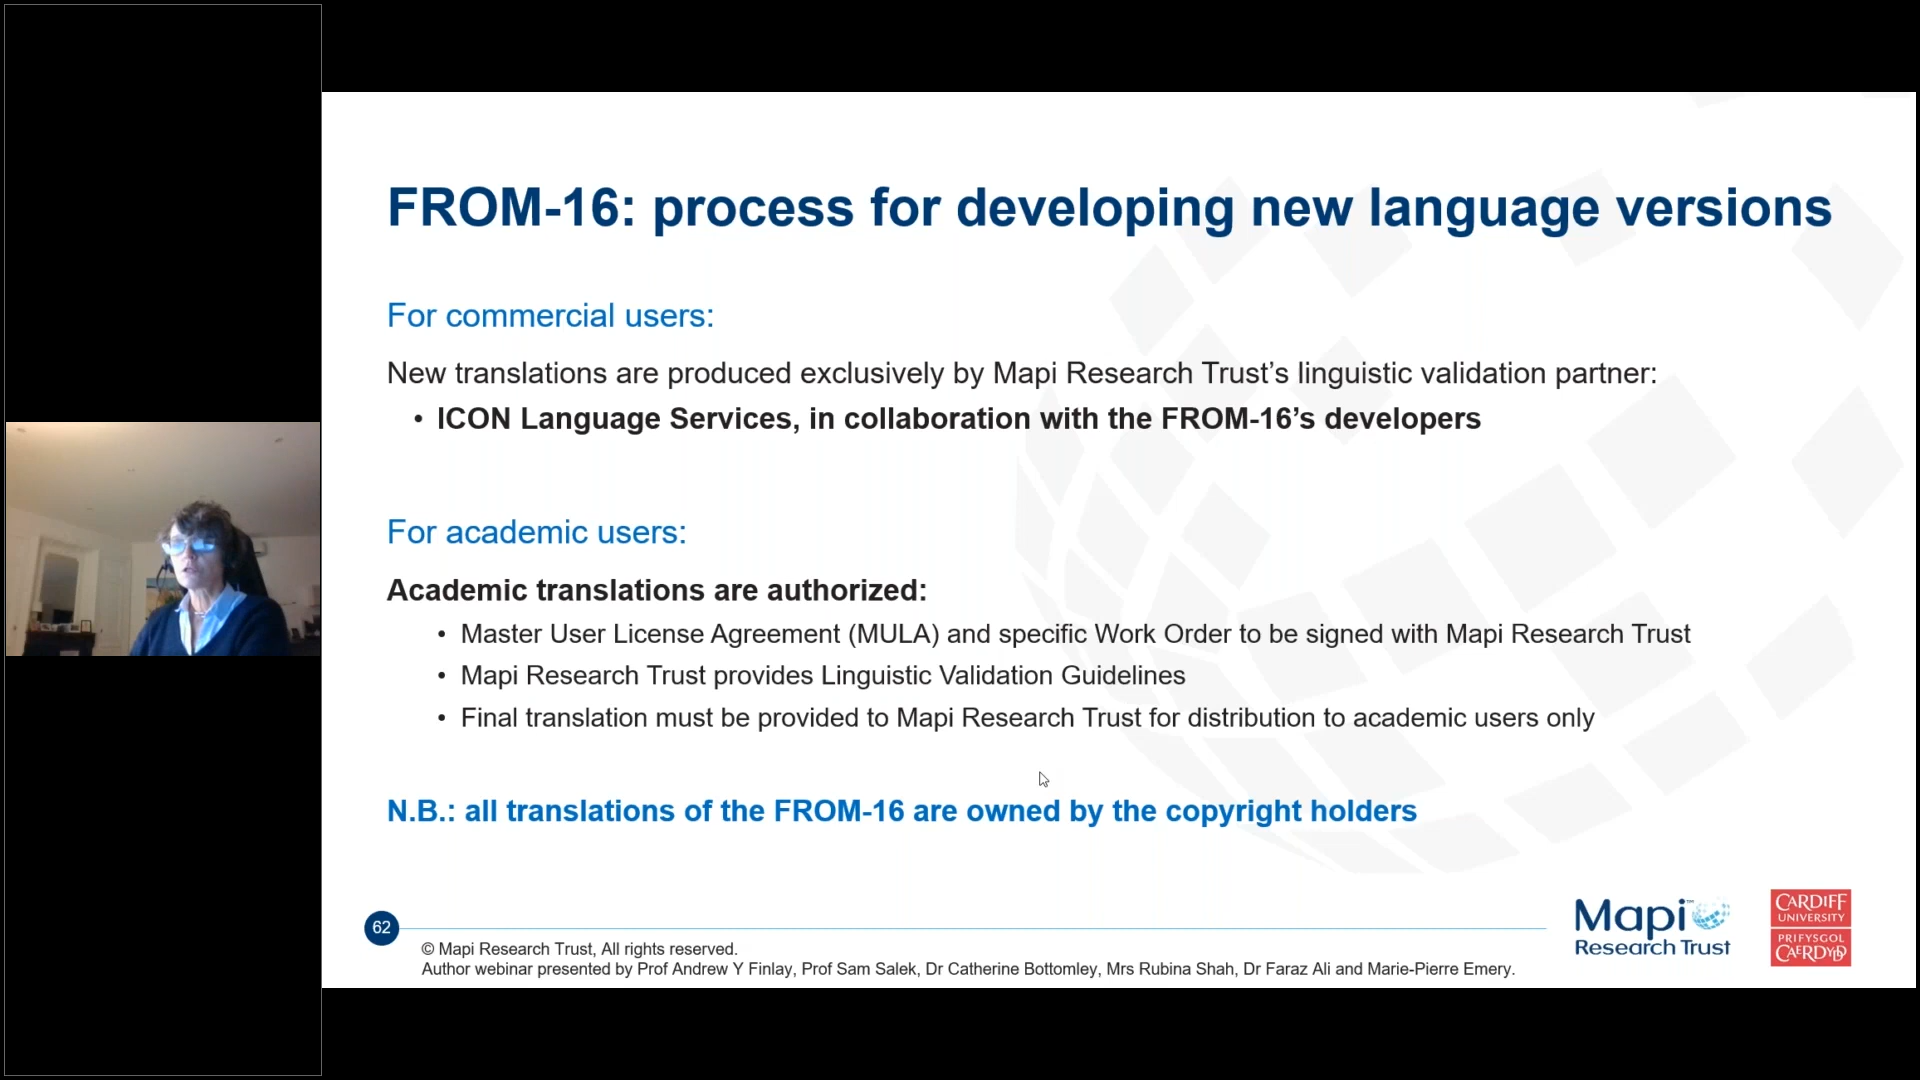 FROM-16: process for developing new language versions
For commercial users:
New translations are produced exclusively by Mapi Research Trust’s linguistic validation partner:
• ICON Language Services, in collaboration with the FROM-16’s developers
For academic users:
Academic translations are authorized:
• Master User License Agreement (MULA) and specific Work Order to be signed with Mapi Research Trust
• Mapi Research Trust provides Linguistic Validation Guidelines
• Final translation must be provided to Mapi Research Trust for distribution to academic users only
N.B.: all translations of the FROM-16 are owned by the copyright holders
62
© Mapi Research Trust, All rights reserved.
Author webinar presented by Prof Andrew Y Finlay, Prof Sam Salek, Dr Catherine Bottomley, Mrs Rubina Shah, Dr Faraz Ali and Marie-Pierre Emery.
Mapi™
Research Trust
CARDIFF
UNIVERSITY
PRIFYSGOL
CAERDYDD